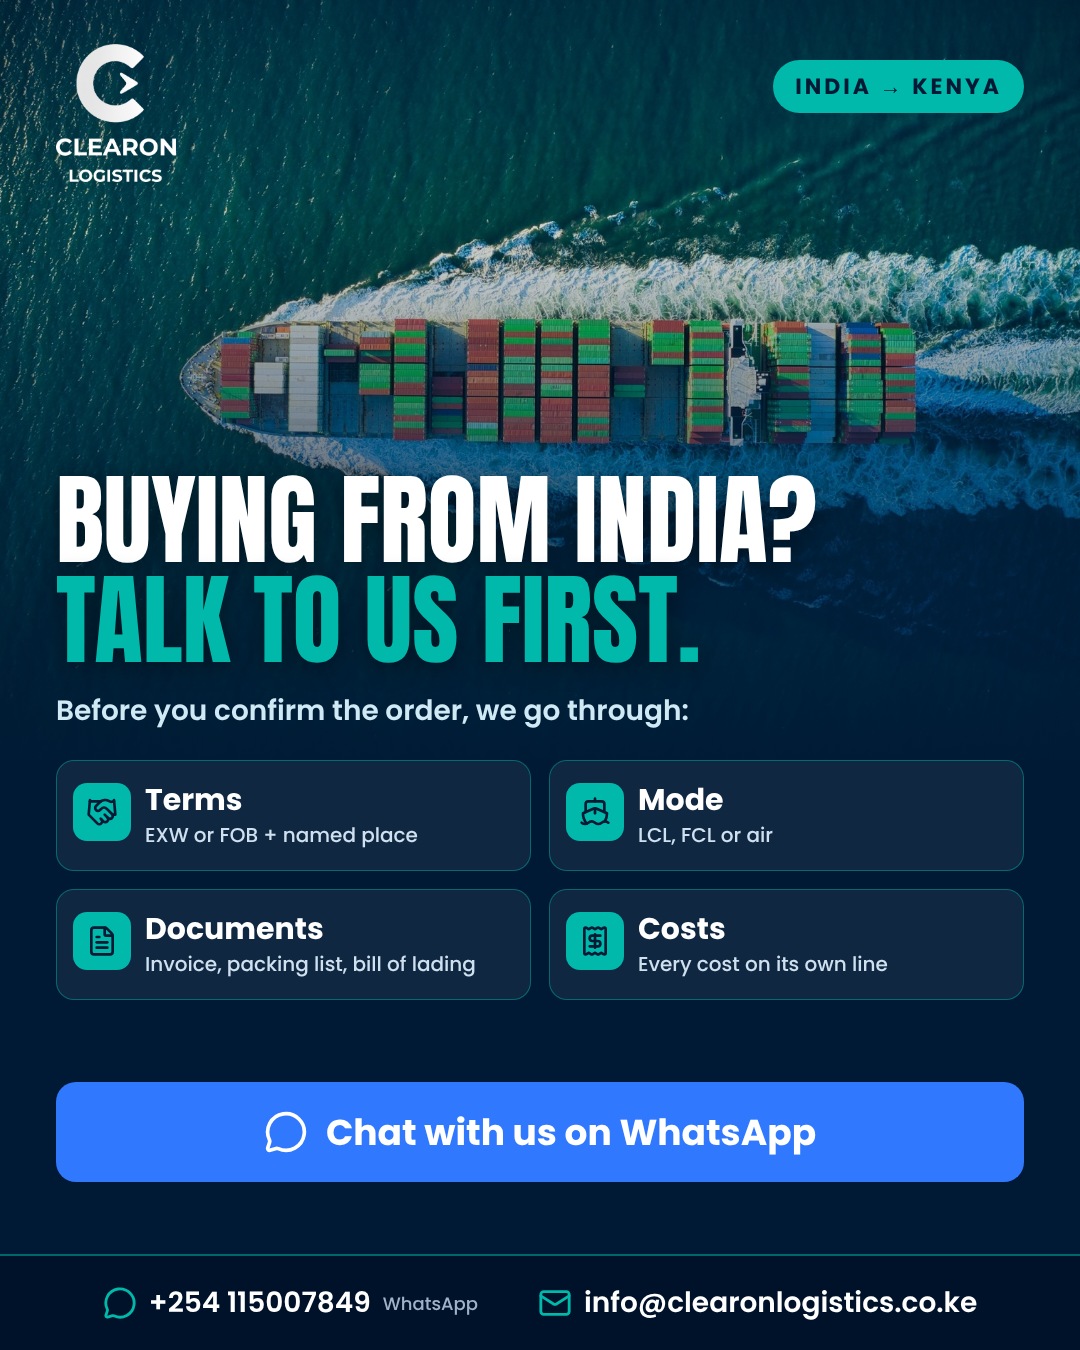 CLEARON
LOGISTICS
INDIA → KENYA
BUYING FROM INDIA?
TALK TO US FIRST.
Before you confirm the order, we go through:
Terms
EXW or FOB + named place
Mode
LCL, FCL or air
Documents
Invoice, packing list, bill of lading
Costs
Every cost on its own line
Chat with us on WhatsApp
+254 115007849 WhatsApp
info@clearonlogistics.co.ke